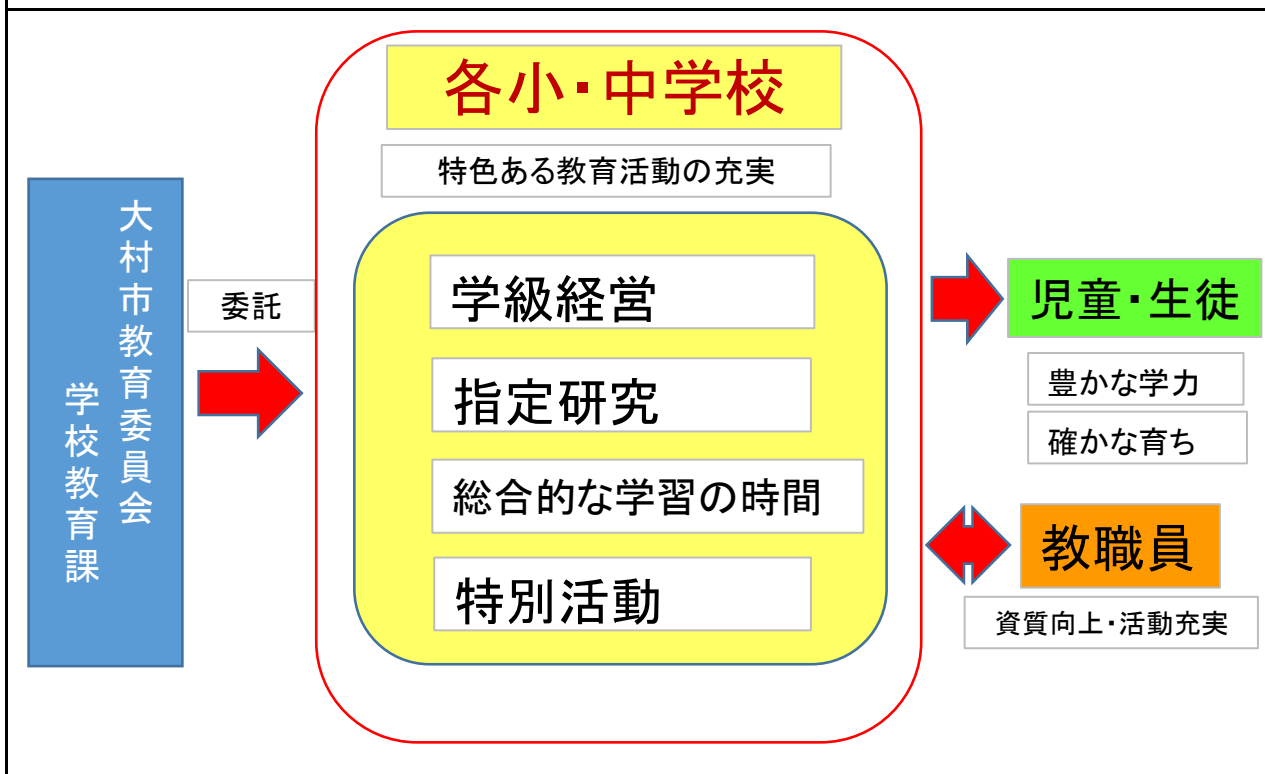 大村市教育委員会
学校教育課
委託
各小・中学校
特色ある教育活動の充実
学級経営
指定研究
総合的な学習の時間
特別活動
児童・生徒
豊かな学力
確かな育ち
教職員
資質向上・活動充実